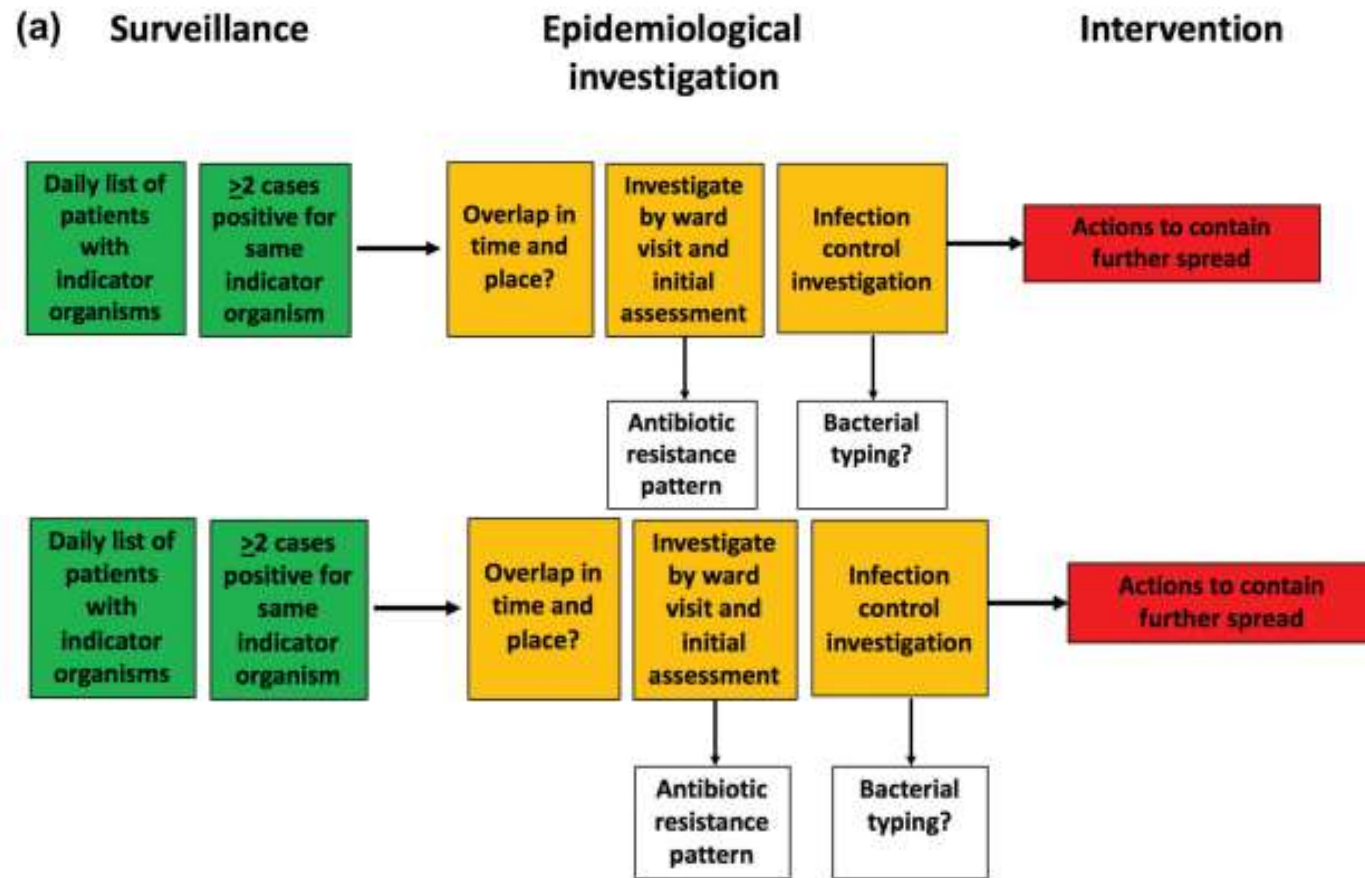 (a) Surveillance
Epidemiological
investigation
Intervention
Daily list of
patients
with
indicator
organisms
≥2 cases
positive for
same
indicator
organism
Overlap in
time and
place?
Investigate
by ward
visit and
initial
assessment
Infection
control
investigation
Actions to contain
further spread
Antibiotic
resistance
pattern
Bacterial
typing?
Daily list of
patients
with
indicator
organisms
≥2 cases
positive for
same
indicator
organism
Overlap in
time and
place?
Investigate
by ward
visit and
initial
assessment
Infection
control
investigation
Actions to contain
further spread
Antibiotic
resistance
pattern
Bacterial
typing?